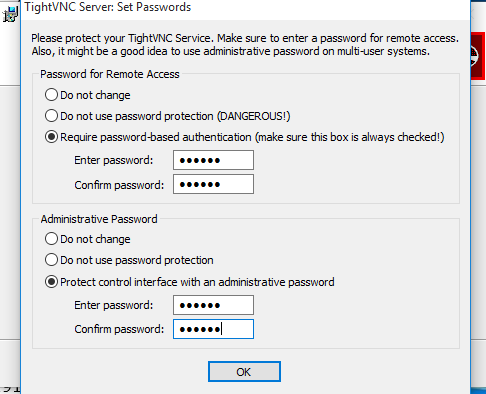 TightVNC Server: Set Passwords
Please protect your TightVNC Service. Make sure to enter a password for remote access.
Also, it might be a good idea to use administrative password on multi-user systems.
Password for Remote Access
Do not change
Do not use password protection (DANGEROUS!)
Require password-based authentication (make sure this box is always checked!)
Enter password: ●●●●●●
Confirm password: ●●●●●●
Administrative Password
Do not change
Do not use password protection
Protect control interface with an administrative password
Enter password: ●●●●●●
Confirm password: ●●●●●●
OK